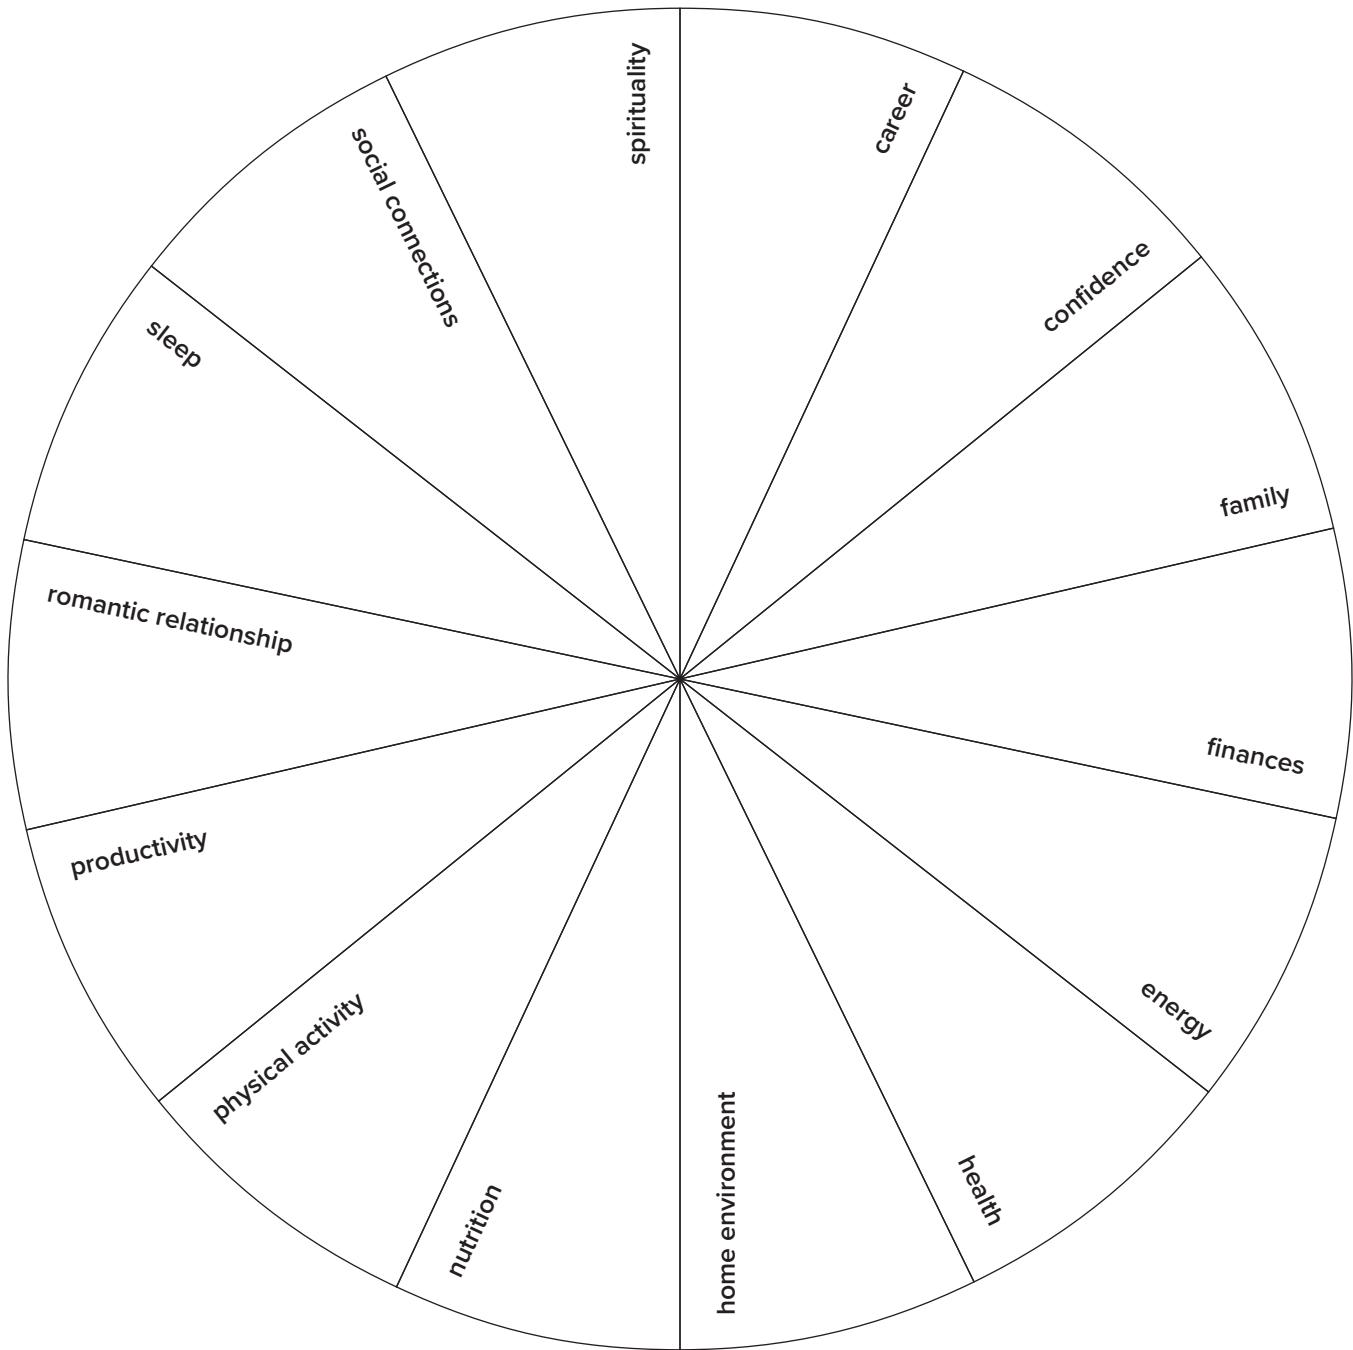 career
confidence
family
finances
energy
health
home environment
nutrition
physical activity
productivity
romantic relationship
sleep
social connections
spirituality